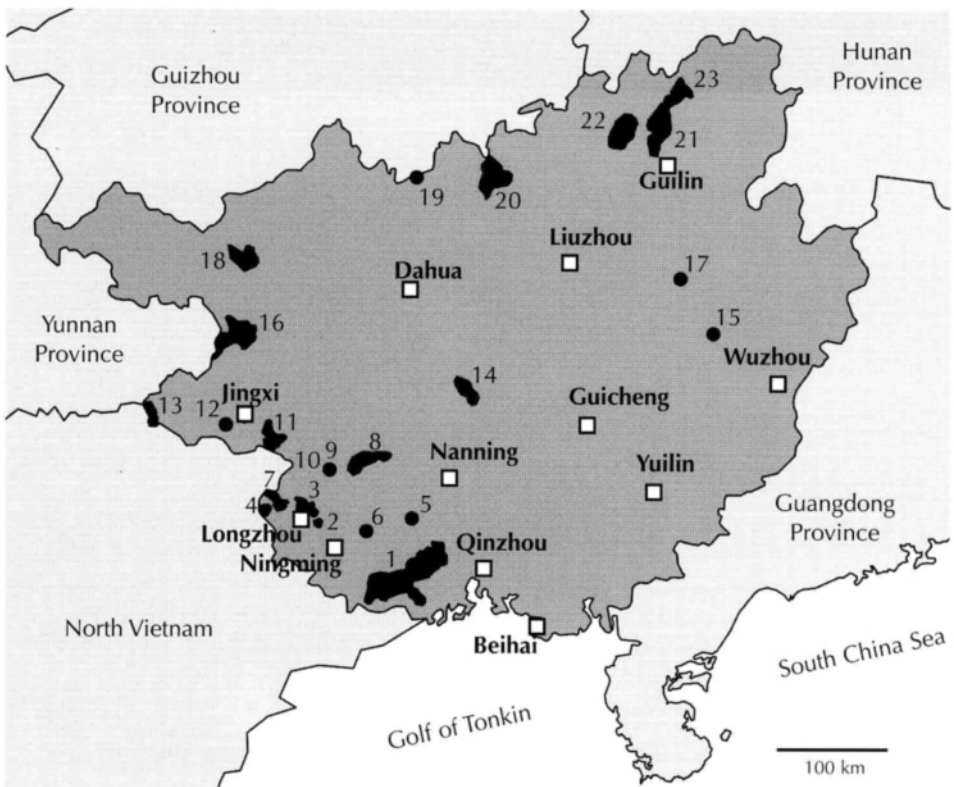 Guizhou
Province
Hunan
Province
23
22
21
Guilin
19
20
Liuzhou
18
Dahua
17
Yunnan
Province
16
15
Wuzhou
14
Jingxi
13
12
11
Guicheng
10
9
8
Nanning
Yuilin
7
3
4
5
Guangdong
Province
Longzhou
2
6
Ningming
1
Qinzhou
North Vietnam
Beihai
South China Sea
Golf of Tonkin
100 km